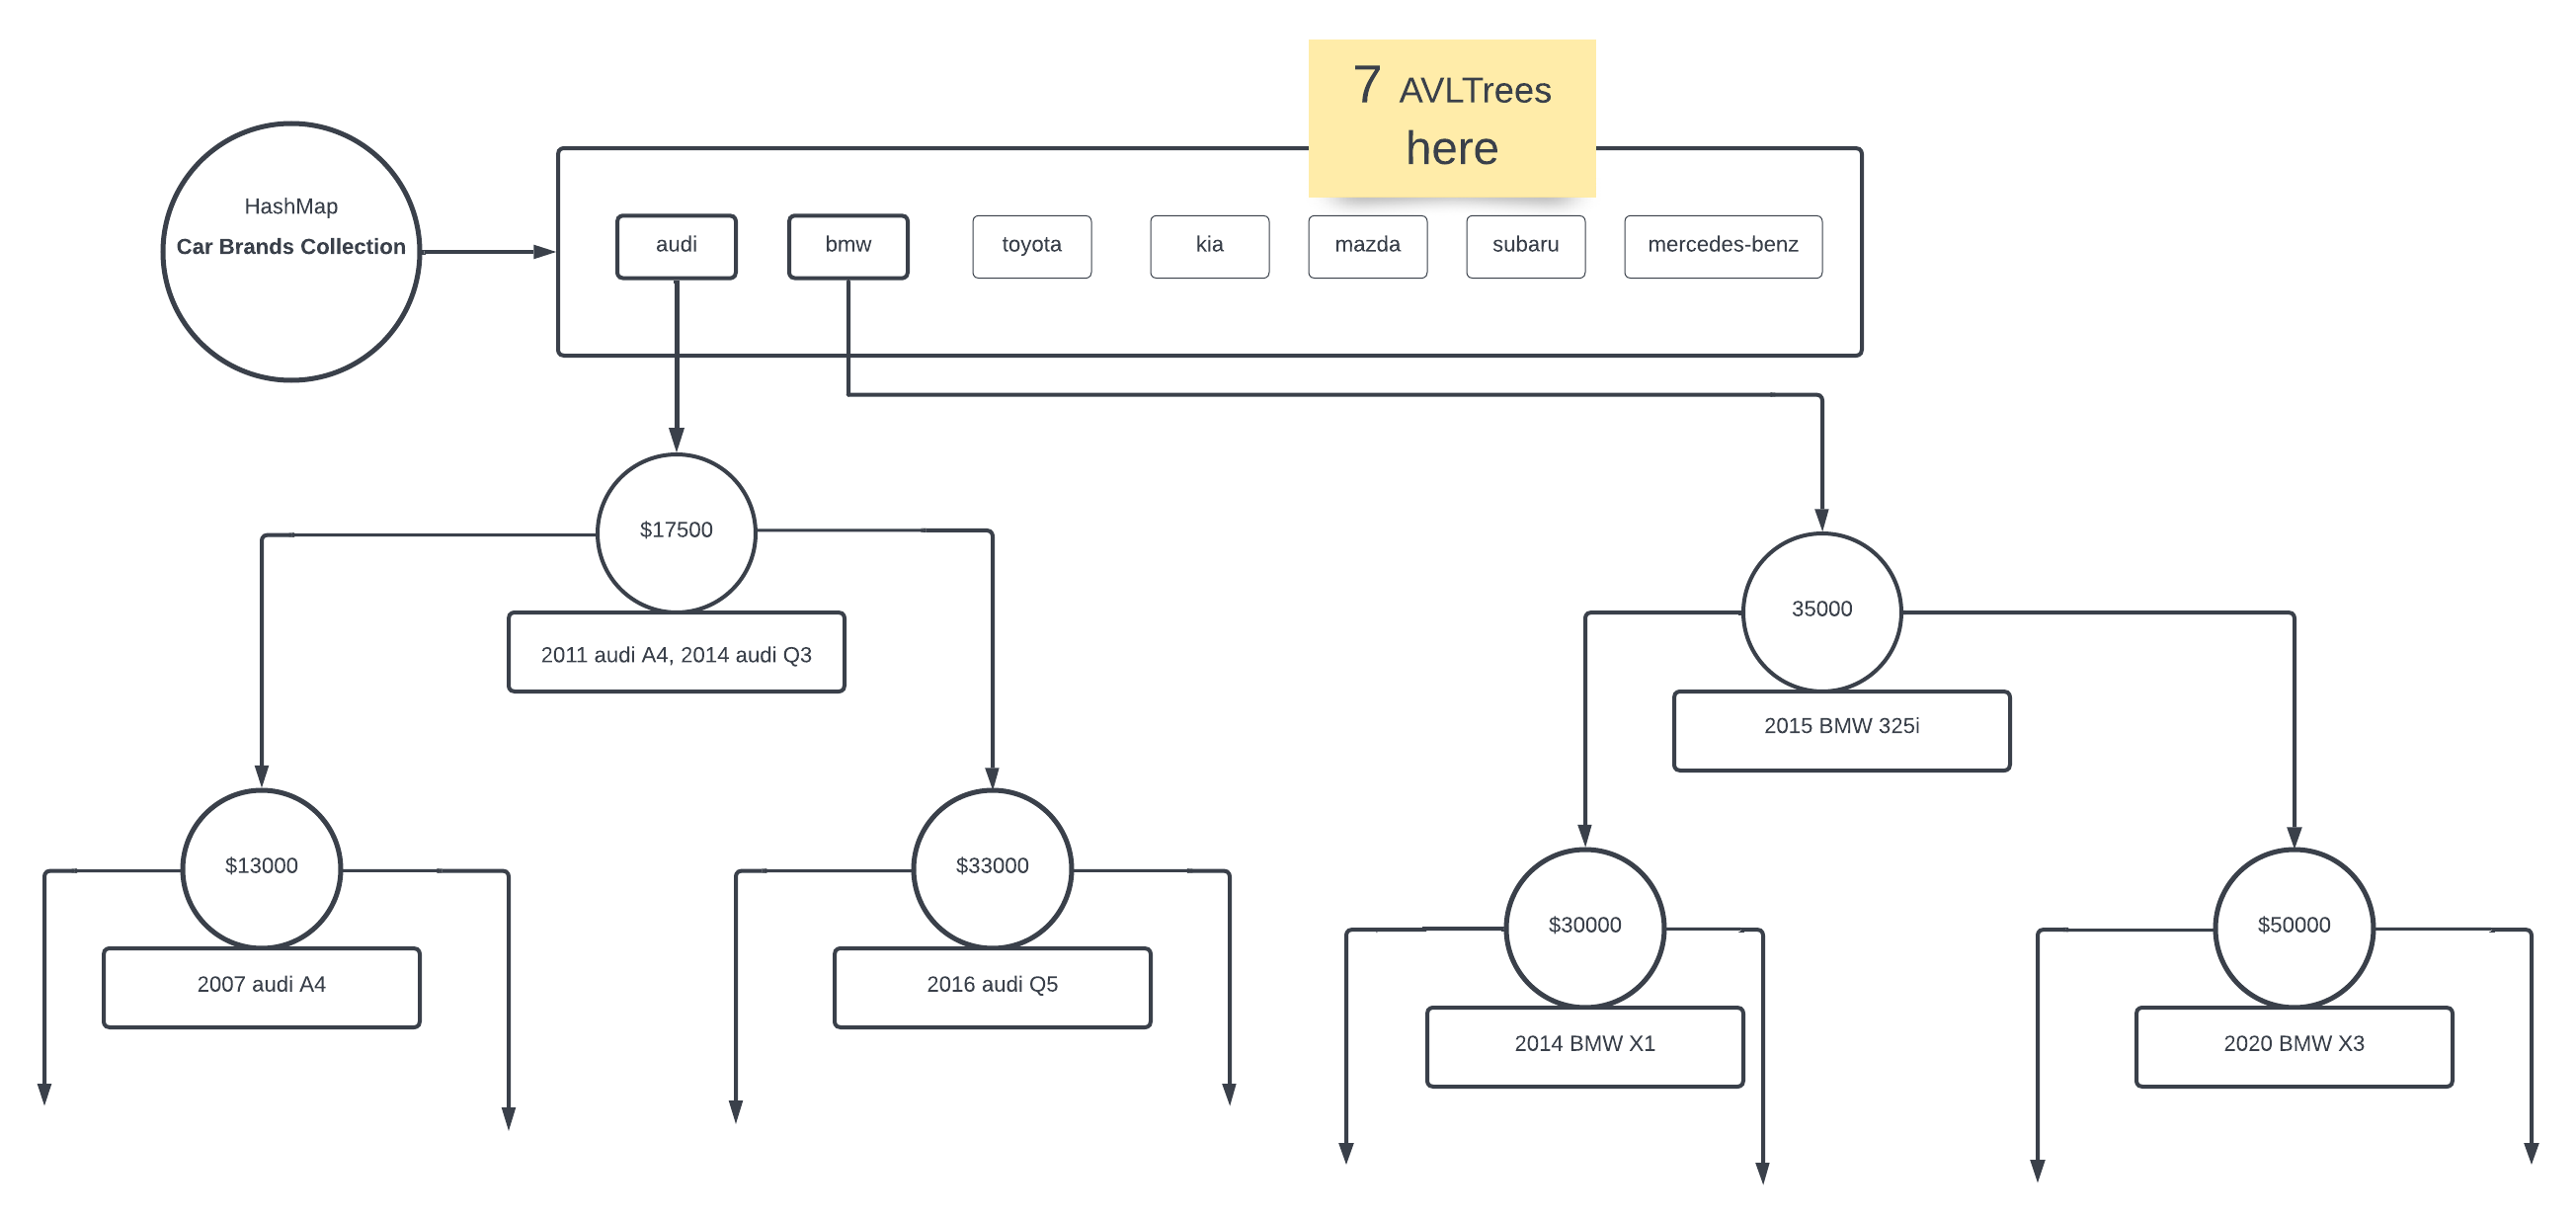 7 AVLTrees
here
HashMap
Car Brands Collection
audi
bmw
toyota
kia
mazda
subaru
mercedes-benz
$17500
2011 audi A4, 2014 audi Q3
35000
2015 BMW 325i
$13000
2007 audi A4
$33000
2016 audi Q5
$30000
2014 BMW X1
$50000
2020 BMW X3